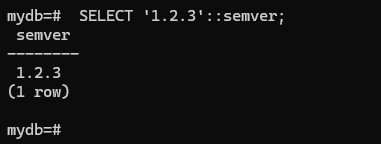 mydb=#  SELECT '1.2.3'::semver;
 semver
--------
 1.2.3
(1 row)
mydb=#